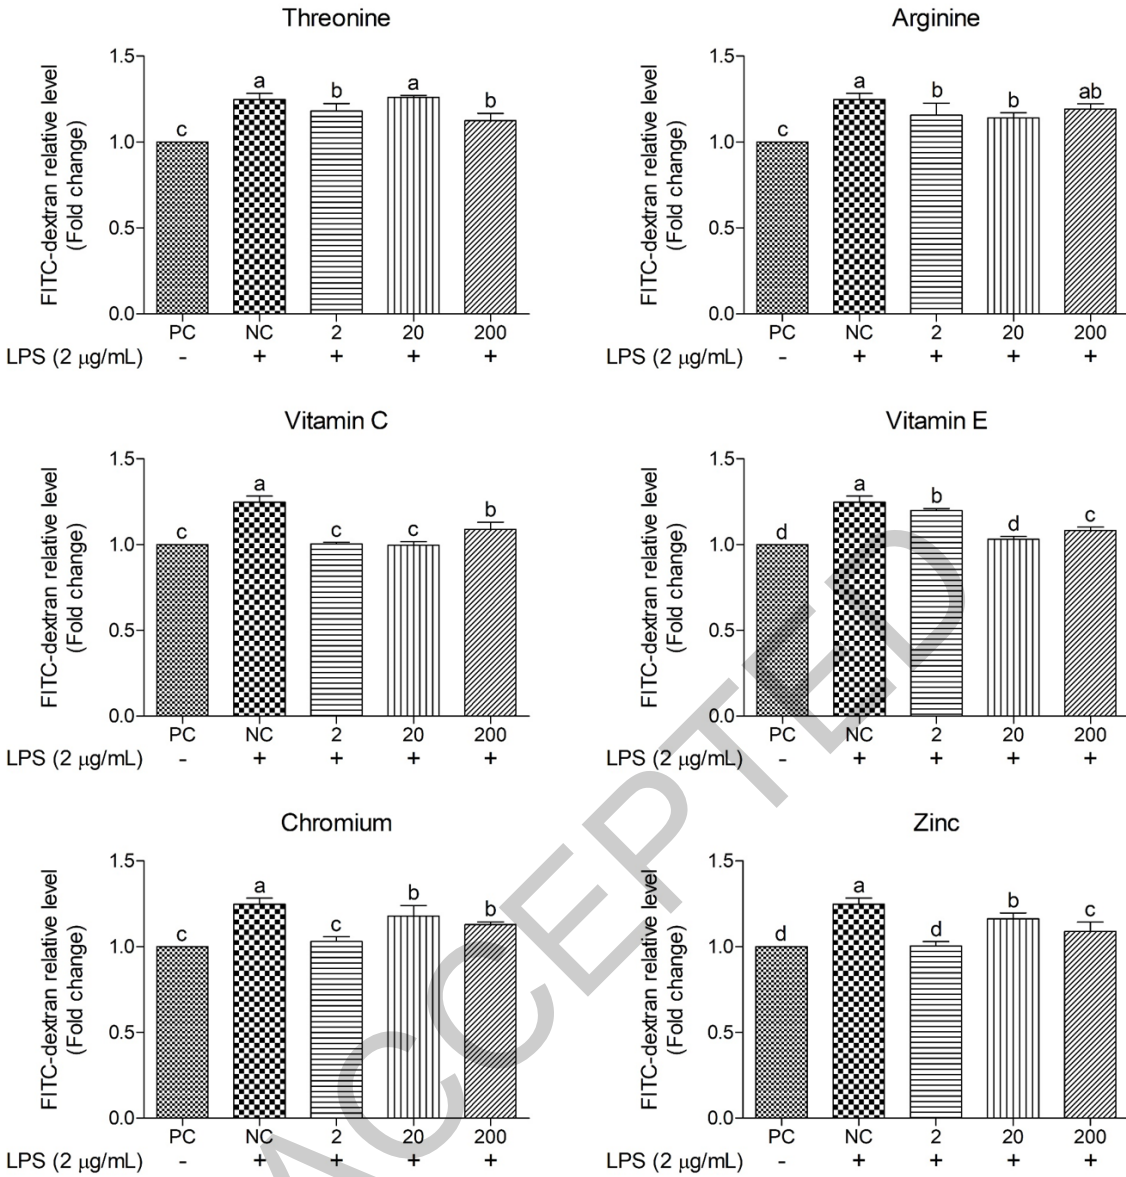 Threonine
FITC-dextran relative level
(Fold change)
1.5
1.0
0.5
0.0
c a b a b
PC NC 2 20 200
LPS (2 μg/mL) - + + + +
Arginine
FITC-dextran relative level
(Fold change)
1.5
1.0
0.5
0.0
c a b b ab
PC NC 2 20 200
LPS (2 μg/mL) - + + + +
Vitamin C
FITC-dextran relative level
(Fold change)
1.5
1.0
0.5
0.0
c a c c b
PC NC 2 20 200
LPS (2 μg/mL) - + + + +
Vitamin E
FITC-dextran relative level
(Fold change)
1.5
1.0
0.5
0.0
d a b d c
PC NC 2 20 200
LPS (2 μg/mL) - + + + +
Chromium
FITC-dextran relative level
(Fold change)
1.5
1.0
0.5
0.0
c a c b b
PC NC 2 20 200
LPS (2 μg/mL) - + + + +
Zinc
FITC-dextran relative level
(Fold change)
1.5
1.0
0.5
0.0
d a d b c
PC NC 2 20 200
LPS (2 μg/mL) - + + + +
ACCEPTED